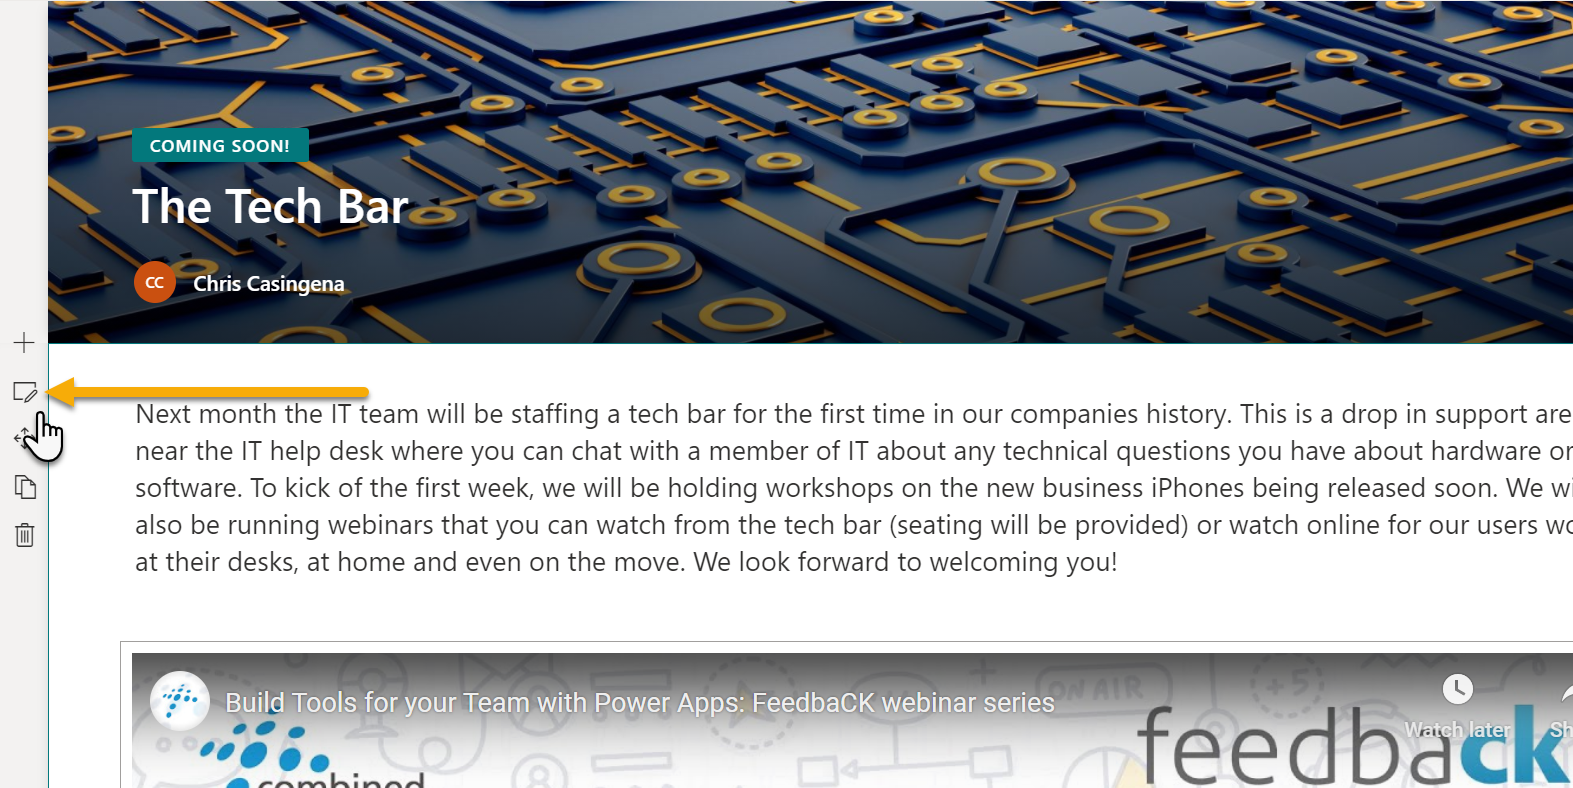 COMING SOON!
The Tech Bar
CC Chris Casingena
Next month the IT team will be staffing a tech bar for the first time in our companies history. This is a drop in support are
near the IT help desk where you can chat with a member of IT about any technical questions you have about hardware or
software. To kick of the first week, we will be holding workshops on the new business iPhones being released soon. We wi
also be running webinars that you can watch from the tech bar (seating will be provided) or watch online for our users wo
at their desks, at home and even on the move. We look forward to welcoming you!
Build Tools for your Team with Power Apps: FeedbaCK webinar series
ON AIR
+5
Watch later
Sh
feedback
combined